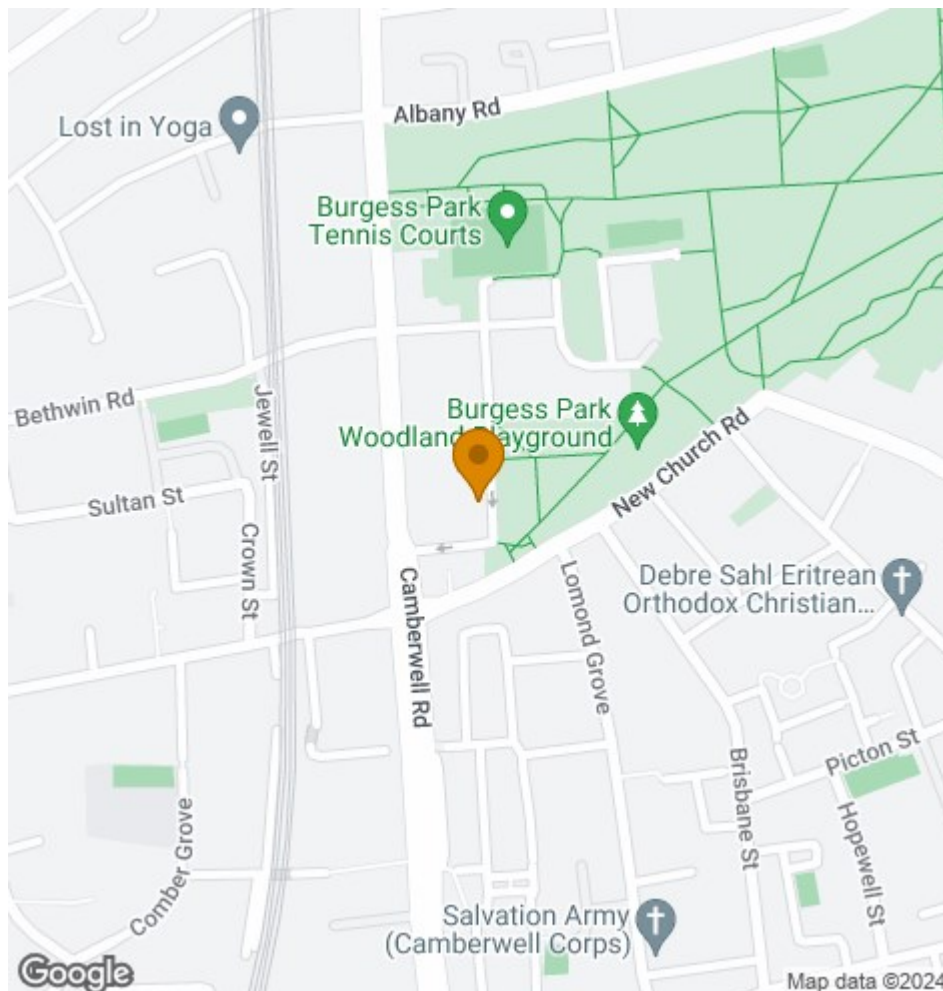 Albany Rd
Lost in Yoga
Burgess Park
Tennis Courts
Bethwin Rd
Jewell St
Burgess Park
Woodland Playground
New Church Rd
Sultan St
Crown St
Camberwell Rd
Lomond Grove
Debre Sahl Eritrean
Orthodox Christian...
Picton St
Brisbane St
Hopewell St
Comber Grove
Salvation Army
(Camberwell Corps)
Google
Map data ©2024